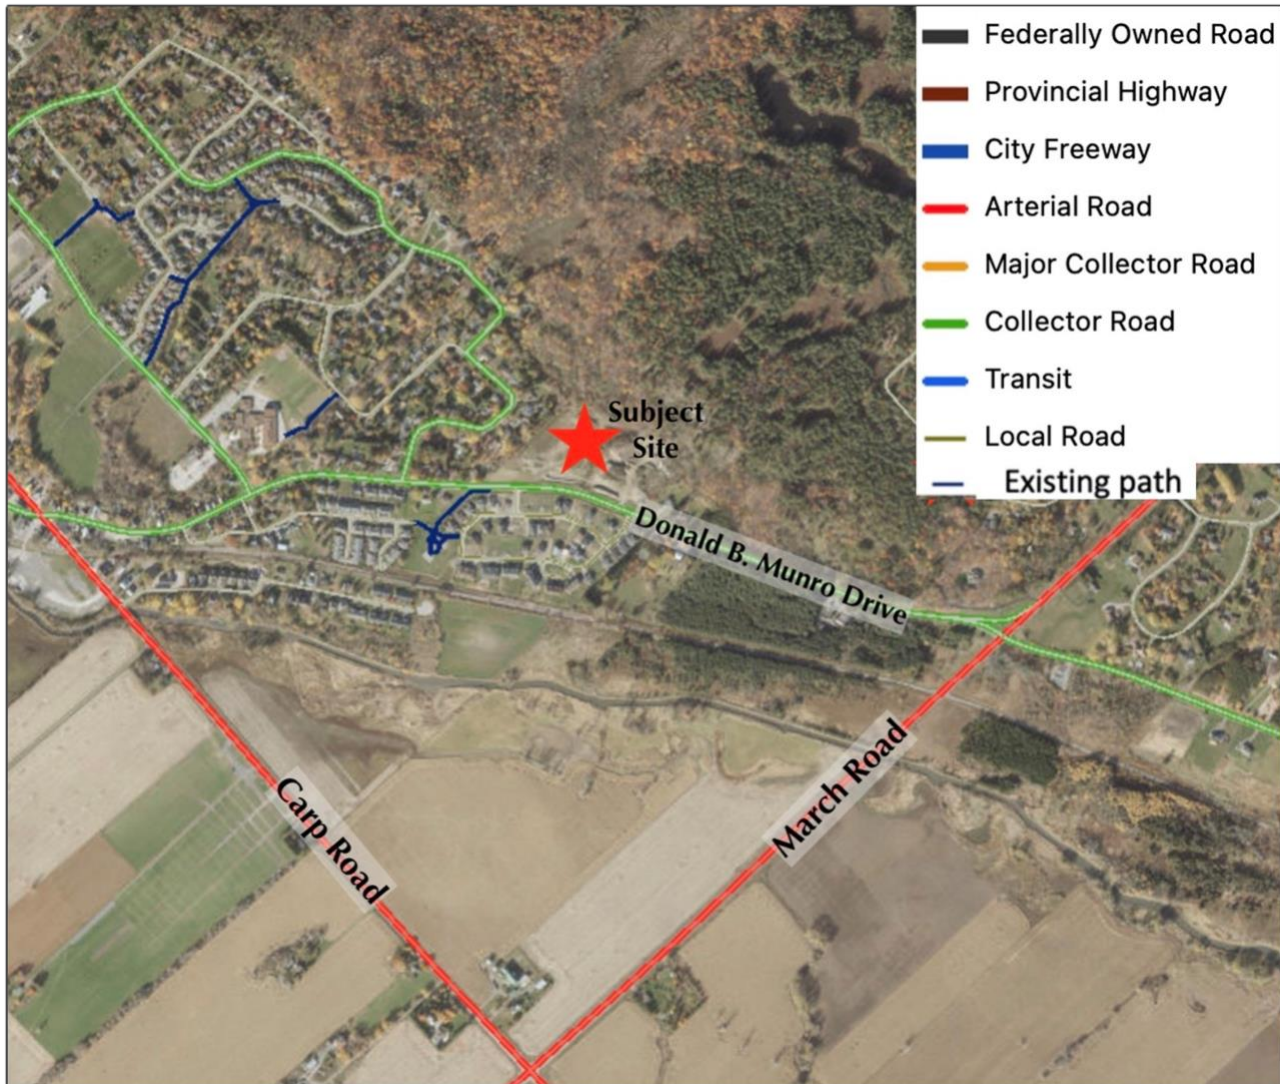 Federally Owned Road
Provincial Highway
City Freeway
Arterial Road
Major Collector Road
Collector Road
Transit
Local Road
Existing path
Subject
Site
Donald B. Munro Drive
March Road
Carp Road